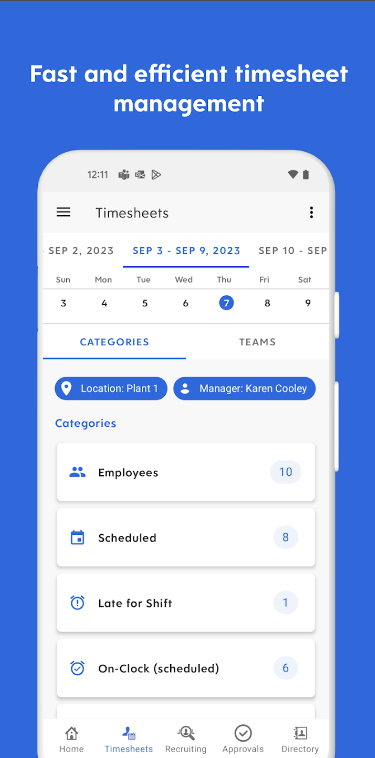 Fast and efficient timesheet
management
12:11
Timesheets
SEP 2, 2023 SEP 3 - SEP 9, 2023 SEP 10 - SEP
Sun Mon Tue Wed Thu Fri Sat
3 4 5 6 7 8 9
CATEGORIES TEAMS
Location: Plant 1 Manager: Karen Cooley
Categories
Employees 10
Scheduled 8
Late for Shift 1
On-Clock (scheduled) 6
Home Timesheets Recruiting Approvals Directory